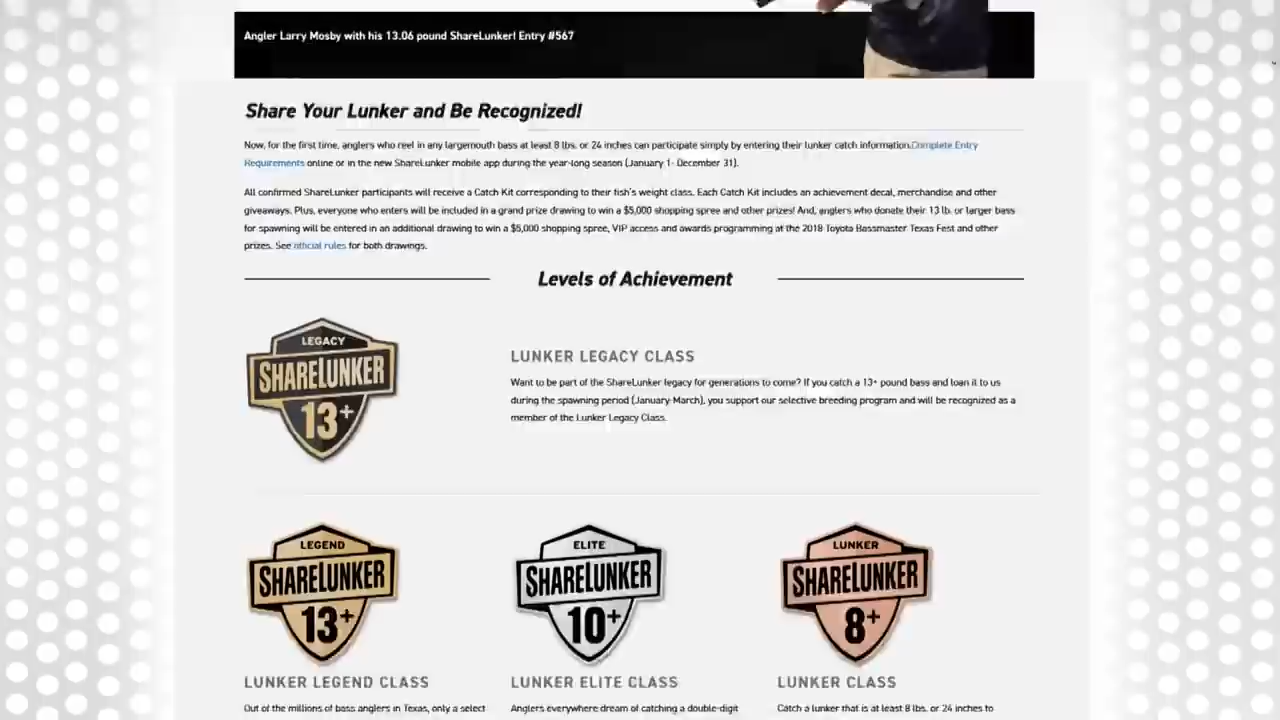 Angler Larry Mosby with his 13.06 pound ShareLunker! Entry #567
Share Your Lunker and Be Recognized!
Now, for the first time, anglers who reel in any largemouth bass at least 8 lbs. or 24 inches can participate simply by entering their lunker catch information.Complete Entry
Requirements online or in the new ShareLunker mobile app during the year-long season (January 1- December 31).
All confirmed ShareLunker participants will receive a Catch Kit corresponding to their fish's weight class. Each Catch Kit includes an achievement decal, merchandise and other
giveaways. Plus, everyone who enters will be included in a grand prize drawing to win a $5,000 shopping spree and other prizes! And, anglers who donate their 13 lb. or larger bass
for spawning will be entered in an additional drawing to win a $5,000 shopping spree, VIP access and awards programming at the 2018 Toyota Bassmaster Texas Fest and other
prizes. See official rules for both drawings.
Levels of Achievement
LEGACY
SHARELUNKER
13+
LUNKER LEGACY CLASS
Want to be part of the ShareLunker legacy for generations to come? If you catch a 13+ pound bass and loan it to us
during the spawning period (January-March), you support our selective breeding program and will be recognized as a
member of the Lunker Legacy Class.
LEGEND
SHARELUNKER
13+
ELITE
SHARELUNKER
10+
LUNKER
SHARELUNKER
8+
LUNKER LEGEND CLASS
Out of the millions of bass anglers in Texas, only a select
LUNKER ELITE CLASS
Anglers everywhere dream of catching a double-digit
LUNKER CLASS
Catch a lunker that is at least 8 lbs. or 24 inches to